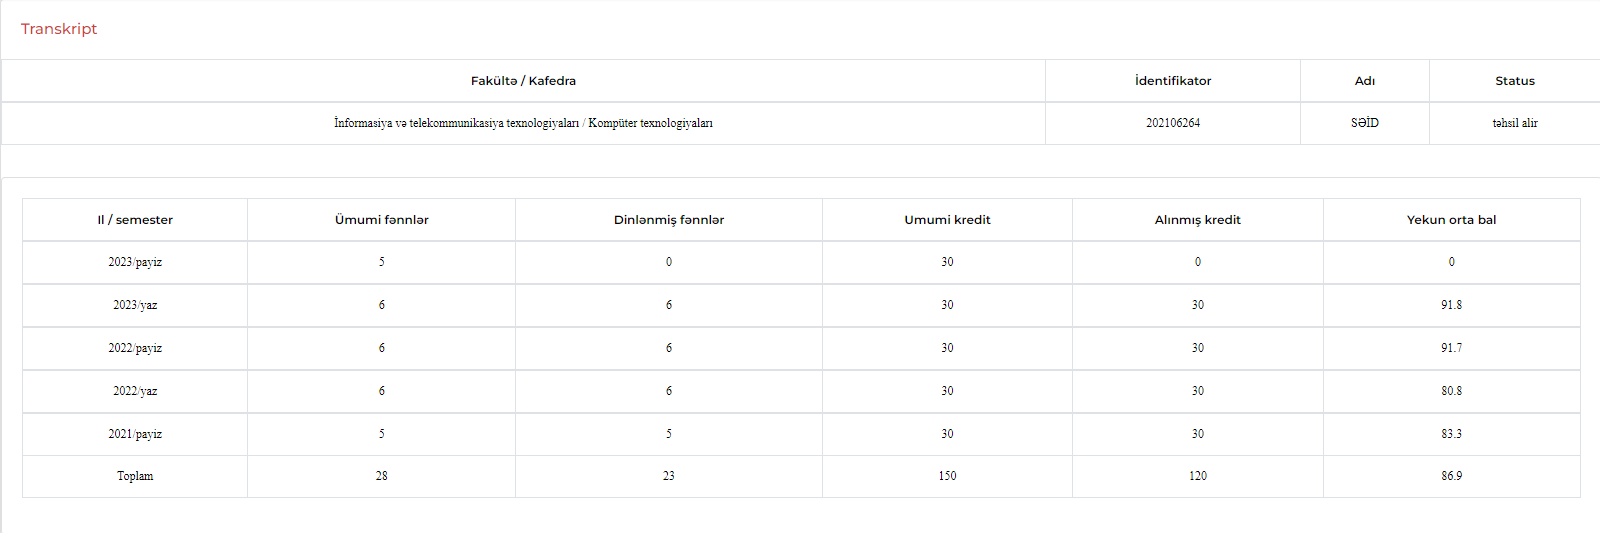 Transkript
Fakültə / Kafedra İdentifikator Adı Status
İnformasiya və telekommunikasiya texnologiyaları / Kompüter texnologiyaları 202106264 SƏİD təhsil alir
Il / semester Ümumi fənnlər Dinlənmiş fənnlər Umumi kredit Alınmış kredit Yekun orta bal
2023/payiz 5 0 30 0 0
2023/yaz 6 6 30 30 91.8
2022/payiz 6 6 30 30 91.7
2022/yaz 6 6 30 30 80.8
2021/payiz 5 5 30 30 83.3
Toplam 28 23 150 120 86.9